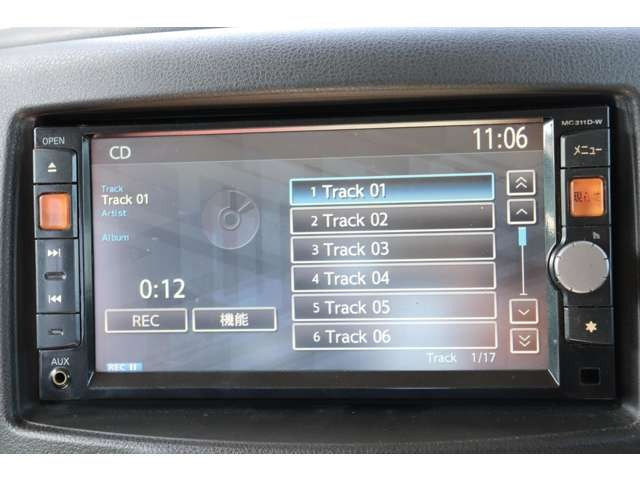 OPEN
MC311D-W
CD
11:06
メニュー
Track
Track 01
Artist
Album
1 Track 01
2 Track 02
3 Track 03
4 Track 04
5 Track 05
6 Track 06
0:12
REC
機能
Track 1/17
REC II
AUX
現在地